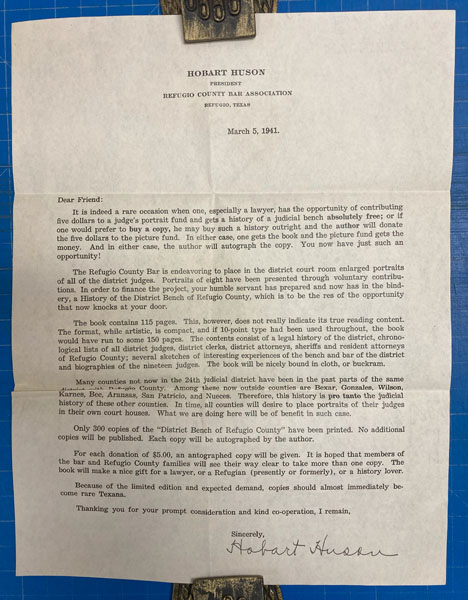 HOBART HUSON
PRESIDENT
REFUGIO COUNTY BAR ASSOCIATION
REFUGIO, TEXAS
March 5, 1941.
Dear Friend:
It is indeed a rare occasion when one, especially a lawyer, has the opportunity of contributing
five dollars to a judge's portrait fund and gets a history of a judicial bench absolutely free; or if
one would prefer to buy a copy, he may buy such a history outright and the author will donate
the five dollars to the picture fund. In either case, one gets the book and the picture fund gets the
money. And in either case, the author will autograph the copy. You now have just such an
opportunity!
The Refugio County Bar is endeavoring to place in the district court room enlarged portraits
of all of the district judges. Portraits of eight have been presented through voluntary contribu-
tions. In order to finance the project, your humble servant has prepared and now has in the bind-
ery, a History of the District Bench of Refugio County, which is to be the res of the opportunity
that now knocks at your door.
The book contains 115 pages. This, however, does not really indicate its true reading content.
The format, while artistic, is compact, and if 10-point type had been used throughout, the book
would have run to some 150 pages. The contents consist of a legal history of the district, chrono-
logical lists of all district judges, district clerks, district attorneys, sheriffs and resident attorneys
of Refugio County; several sketches of interesting experiences of the bench and bar of the district
and biographies of the nineteen judges. The book will be nicely bound in cloth, or buckram.
Many counties not now in the 24th judicial district have been in the past parts of the same
district with Refugio County. Among these now outside counties are Bexar, Gonzales, Wilson,
Karnes, Bee, Aransas, San Patricio, and Nueces. Therefore, this history is pro tanto the judicial
history of these other counties. In time, all counties will desire to place portraits of their judges
in their own court houses. What we are doing here will be of benefit in such case.
Only 300 copies of the "District Bench of Refugio County" have been printed. No additional
copies will be published. Each copy will be autographed by the author.
For each donation of $5.00, an antographed copy will be given. It is hoped that members of
the bar and Refugio County families will see their way clear to take more than one copy. The
book will make a nice gift for a lawyer, or a Refugian (presently or formerly), or a history lover.
Because of the limited edition and expected demand, copies should almost immediately be-
come rare Texana.
Thanking you for your prompt consideration and kind co-operation, I remain,
Sincerely,
Hobart Huson